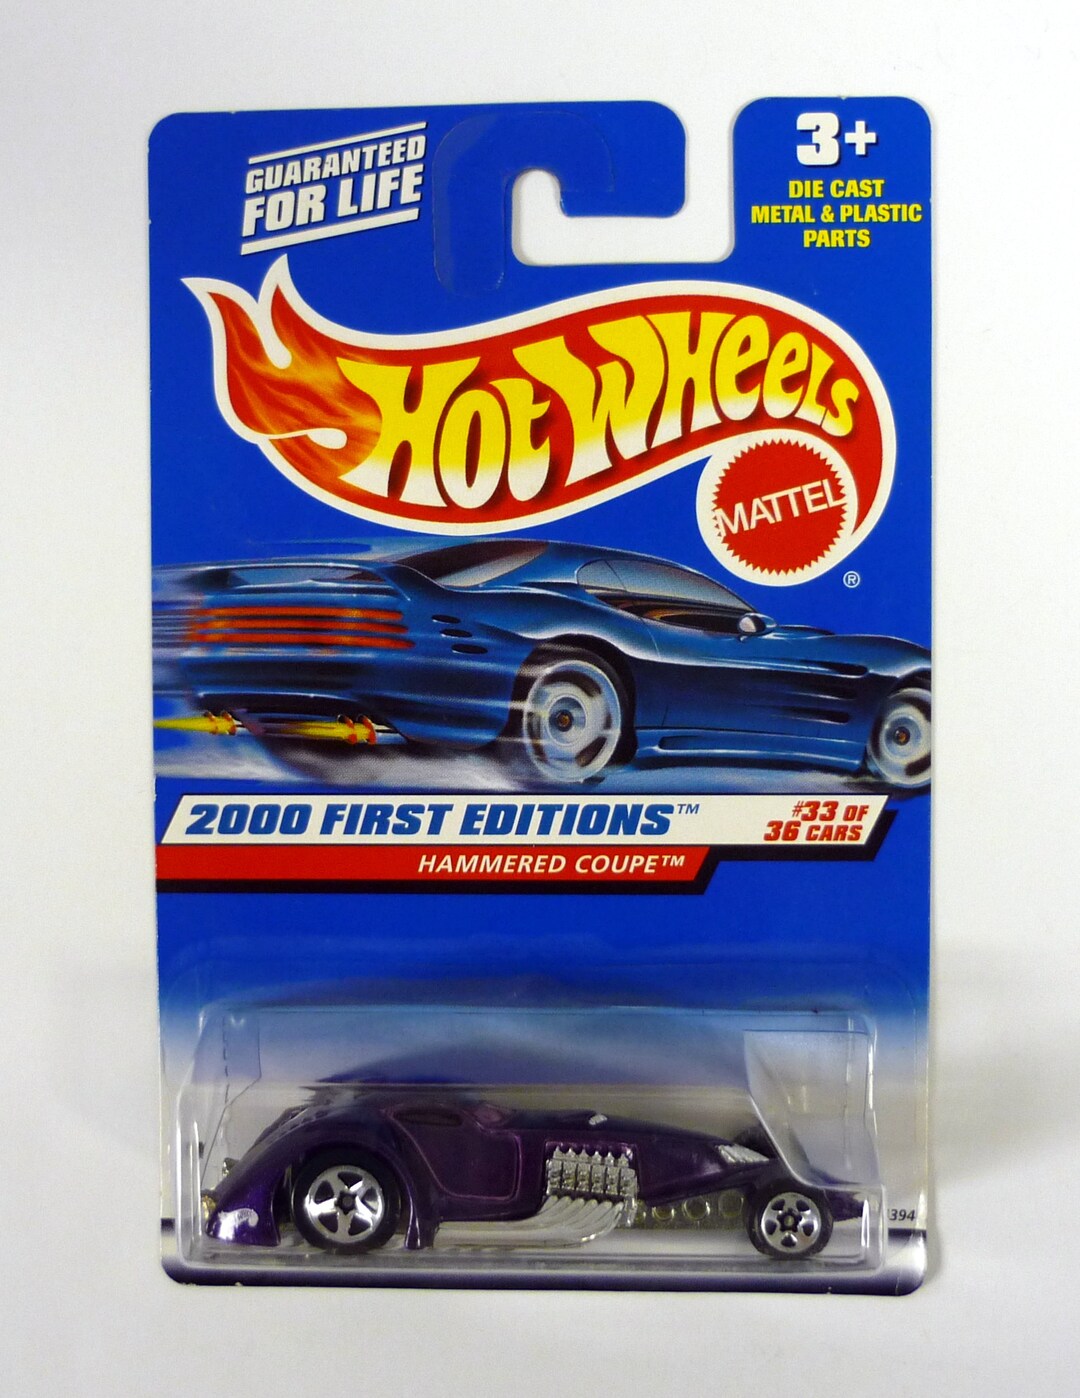 GUARANTEED
FOR LIFE
3+
DIE CAST
METAL & PLASTIC
PARTS
HOT WHEELS
MATTEL
®
2000 FIRST EDITIONS™
#33 OF
36 CARS
HAMMERED COUPE™
394